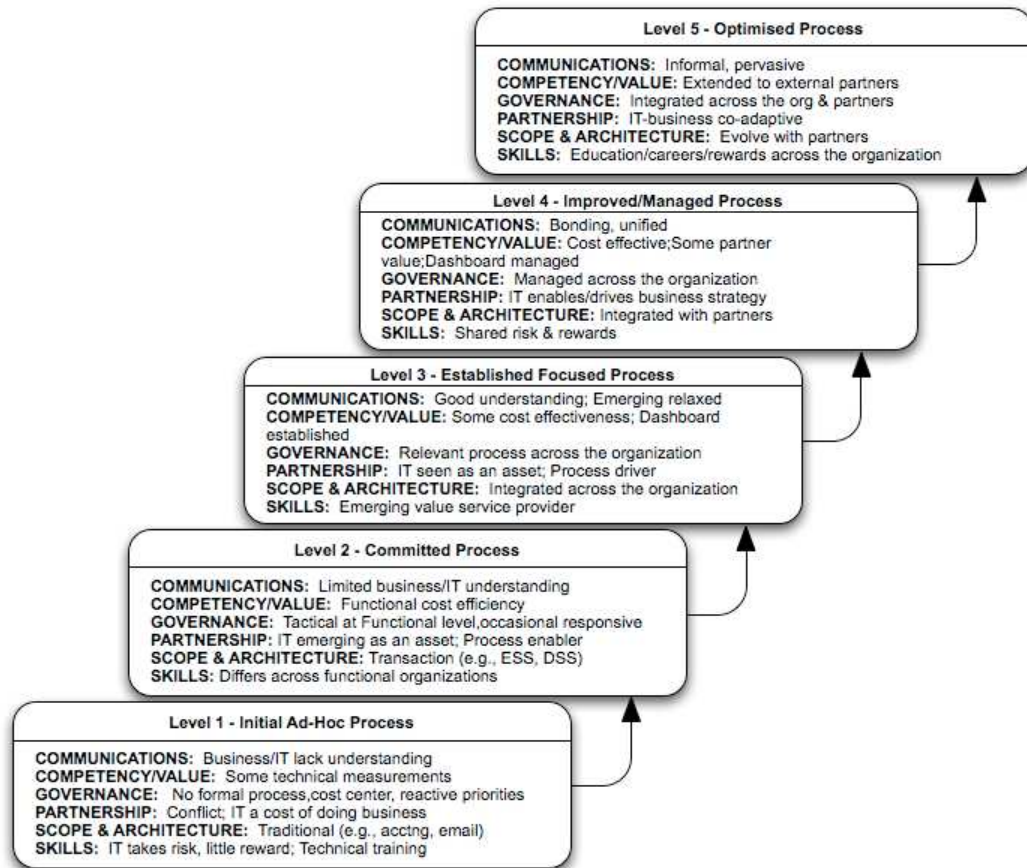 Level 5 - Optimised Process
COMMUNICATIONS: Informal, pervasive
COMPETENCY/VALUE: Extended to external partners
GOVERNANCE: Integrated across the org & partners
PARTNERSHIP: IT-business co-adaptive
SCOPE & ARCHITECTURE: Evolve with partners
SKILLS: Education/careers/rewards across the organization
Level 4 - Improved/Managed Process
COMMUNICATIONS: Bonding, unified
COMPETENCY/VALUE: Cost effective;Some partner
value;Dashboard managed
GOVERNANCE: Managed across the organization
PARTNERSHIP: IT enables/drives business strategy
SCOPE & ARCHITECTURE: Integrated with partners
SKILLS: Shared risk & rewards
Level 3 - Established Focused Process
COMMUNICATIONS: Good understanding; Emerging relaxed
COMPETENCY/VALUE: Some cost effectiveness; Dashboard
established
GOVERNANCE: Relevant process across the organization
PARTNERSHIP: IT seen as an asset; Process driver
SCOPE & ARCHITECTURE: Integrated across the organization
SKILLS: Emerging value service provider
Level 2 - Committed Process
COMMUNICATIONS: Limited business/IT understanding
COMPETENCY/VALUE: Functional cost efficiency
GOVERNANCE: Tactical at Functional level,occasional responsive
PARTNERSHIP: IT emerging as an asset; Process enabler
SCOPE & ARCHITECTURE: Transaction (e.g., ESS, DSS)
SKILLS: Differs across functional organizations
Level 1 - Initial Ad-Hoc Process
COMMUNICATIONS: Business/IT lack understanding
COMPETENCY/VALUE: Some technical measurements
GOVERNANCE: No formal process,cost center, reactive priorities
PARTNERSHIP: Conflict; IT a cost of doing business
SCOPE & ARCHITECTURE: Traditional (e.g., acctng, email)
SKILLS: IT takes risk, little reward; Technical training